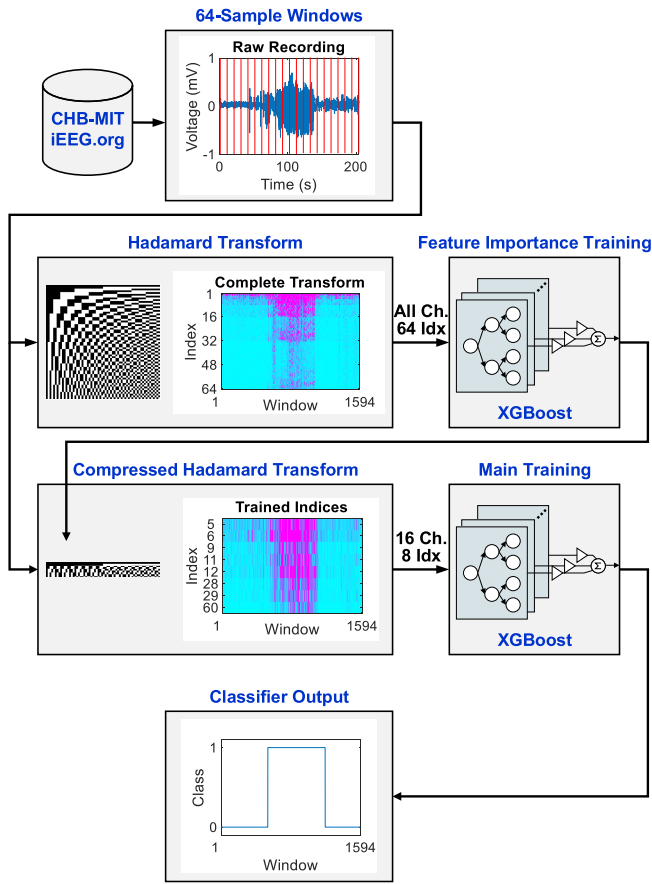 64-Sample Windows
CHB-MIT
iEEG.org
Raw Recording
Voltage (mV)
1
0
-1
0
100
200
Time (s)
Hadamard Transform
Complete Transform
Index
1
16
32
48
64
1
1594
Window
All Ch.
64 Idx
Feature Importance Training
Σ
XGBoost
Compressed Hadamard Transform
Trained Indices
Index
5
6
9
11
12
28
29
60
1
1594
Window
16 Ch.
8 Idx
Main Training
Σ
XGBoost
Classifier Output
Class
1
0
1
1594
Window